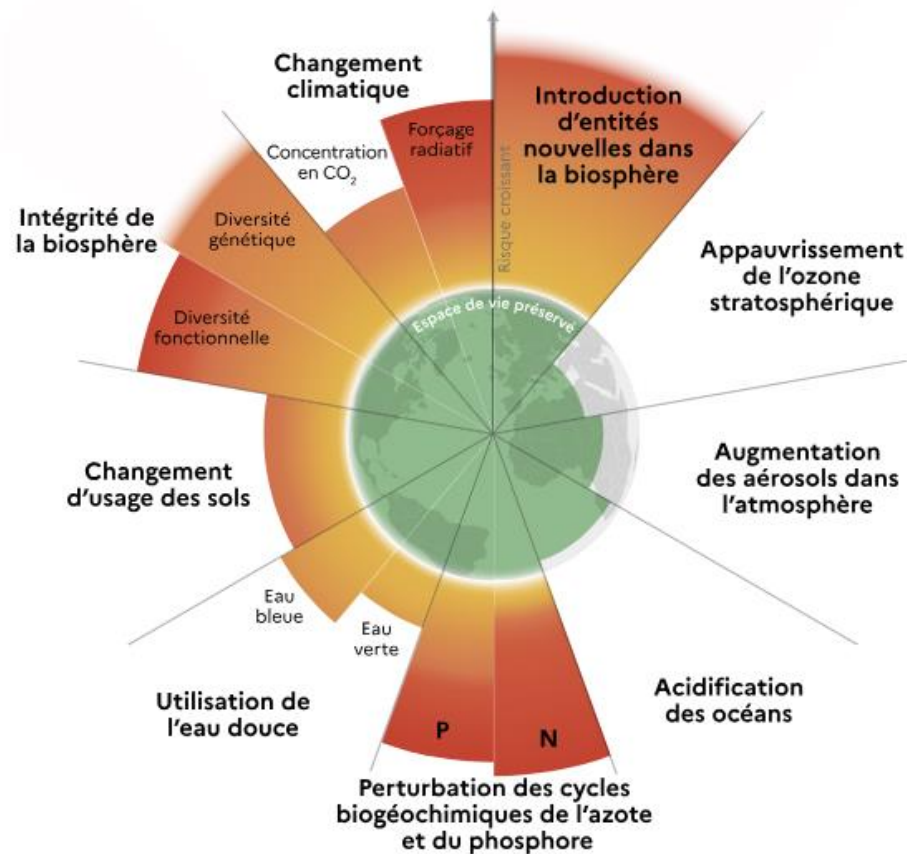 Changement
climatique
Concentration
en CO₂
Forçage
radiatif
Risque croissant
Introduction
d'entités
nouvelles dans
la biosphère
Intégrité de
la biosphère
Diversité
génétique
Diversité
fonctionnelle
Appauvrissement
de l'ozone
stratosphérique
Espace de vie préservé
Changement
d'usage des sols
Augmentation
des aérosols dans
l'atmosphère
Eau
bleue
Eau
verte
Utilisation de
l'eau douce
Acidification
des océans
P
N
Perturbation des cycles
biogéochimiques de l'azote
et du phosphore